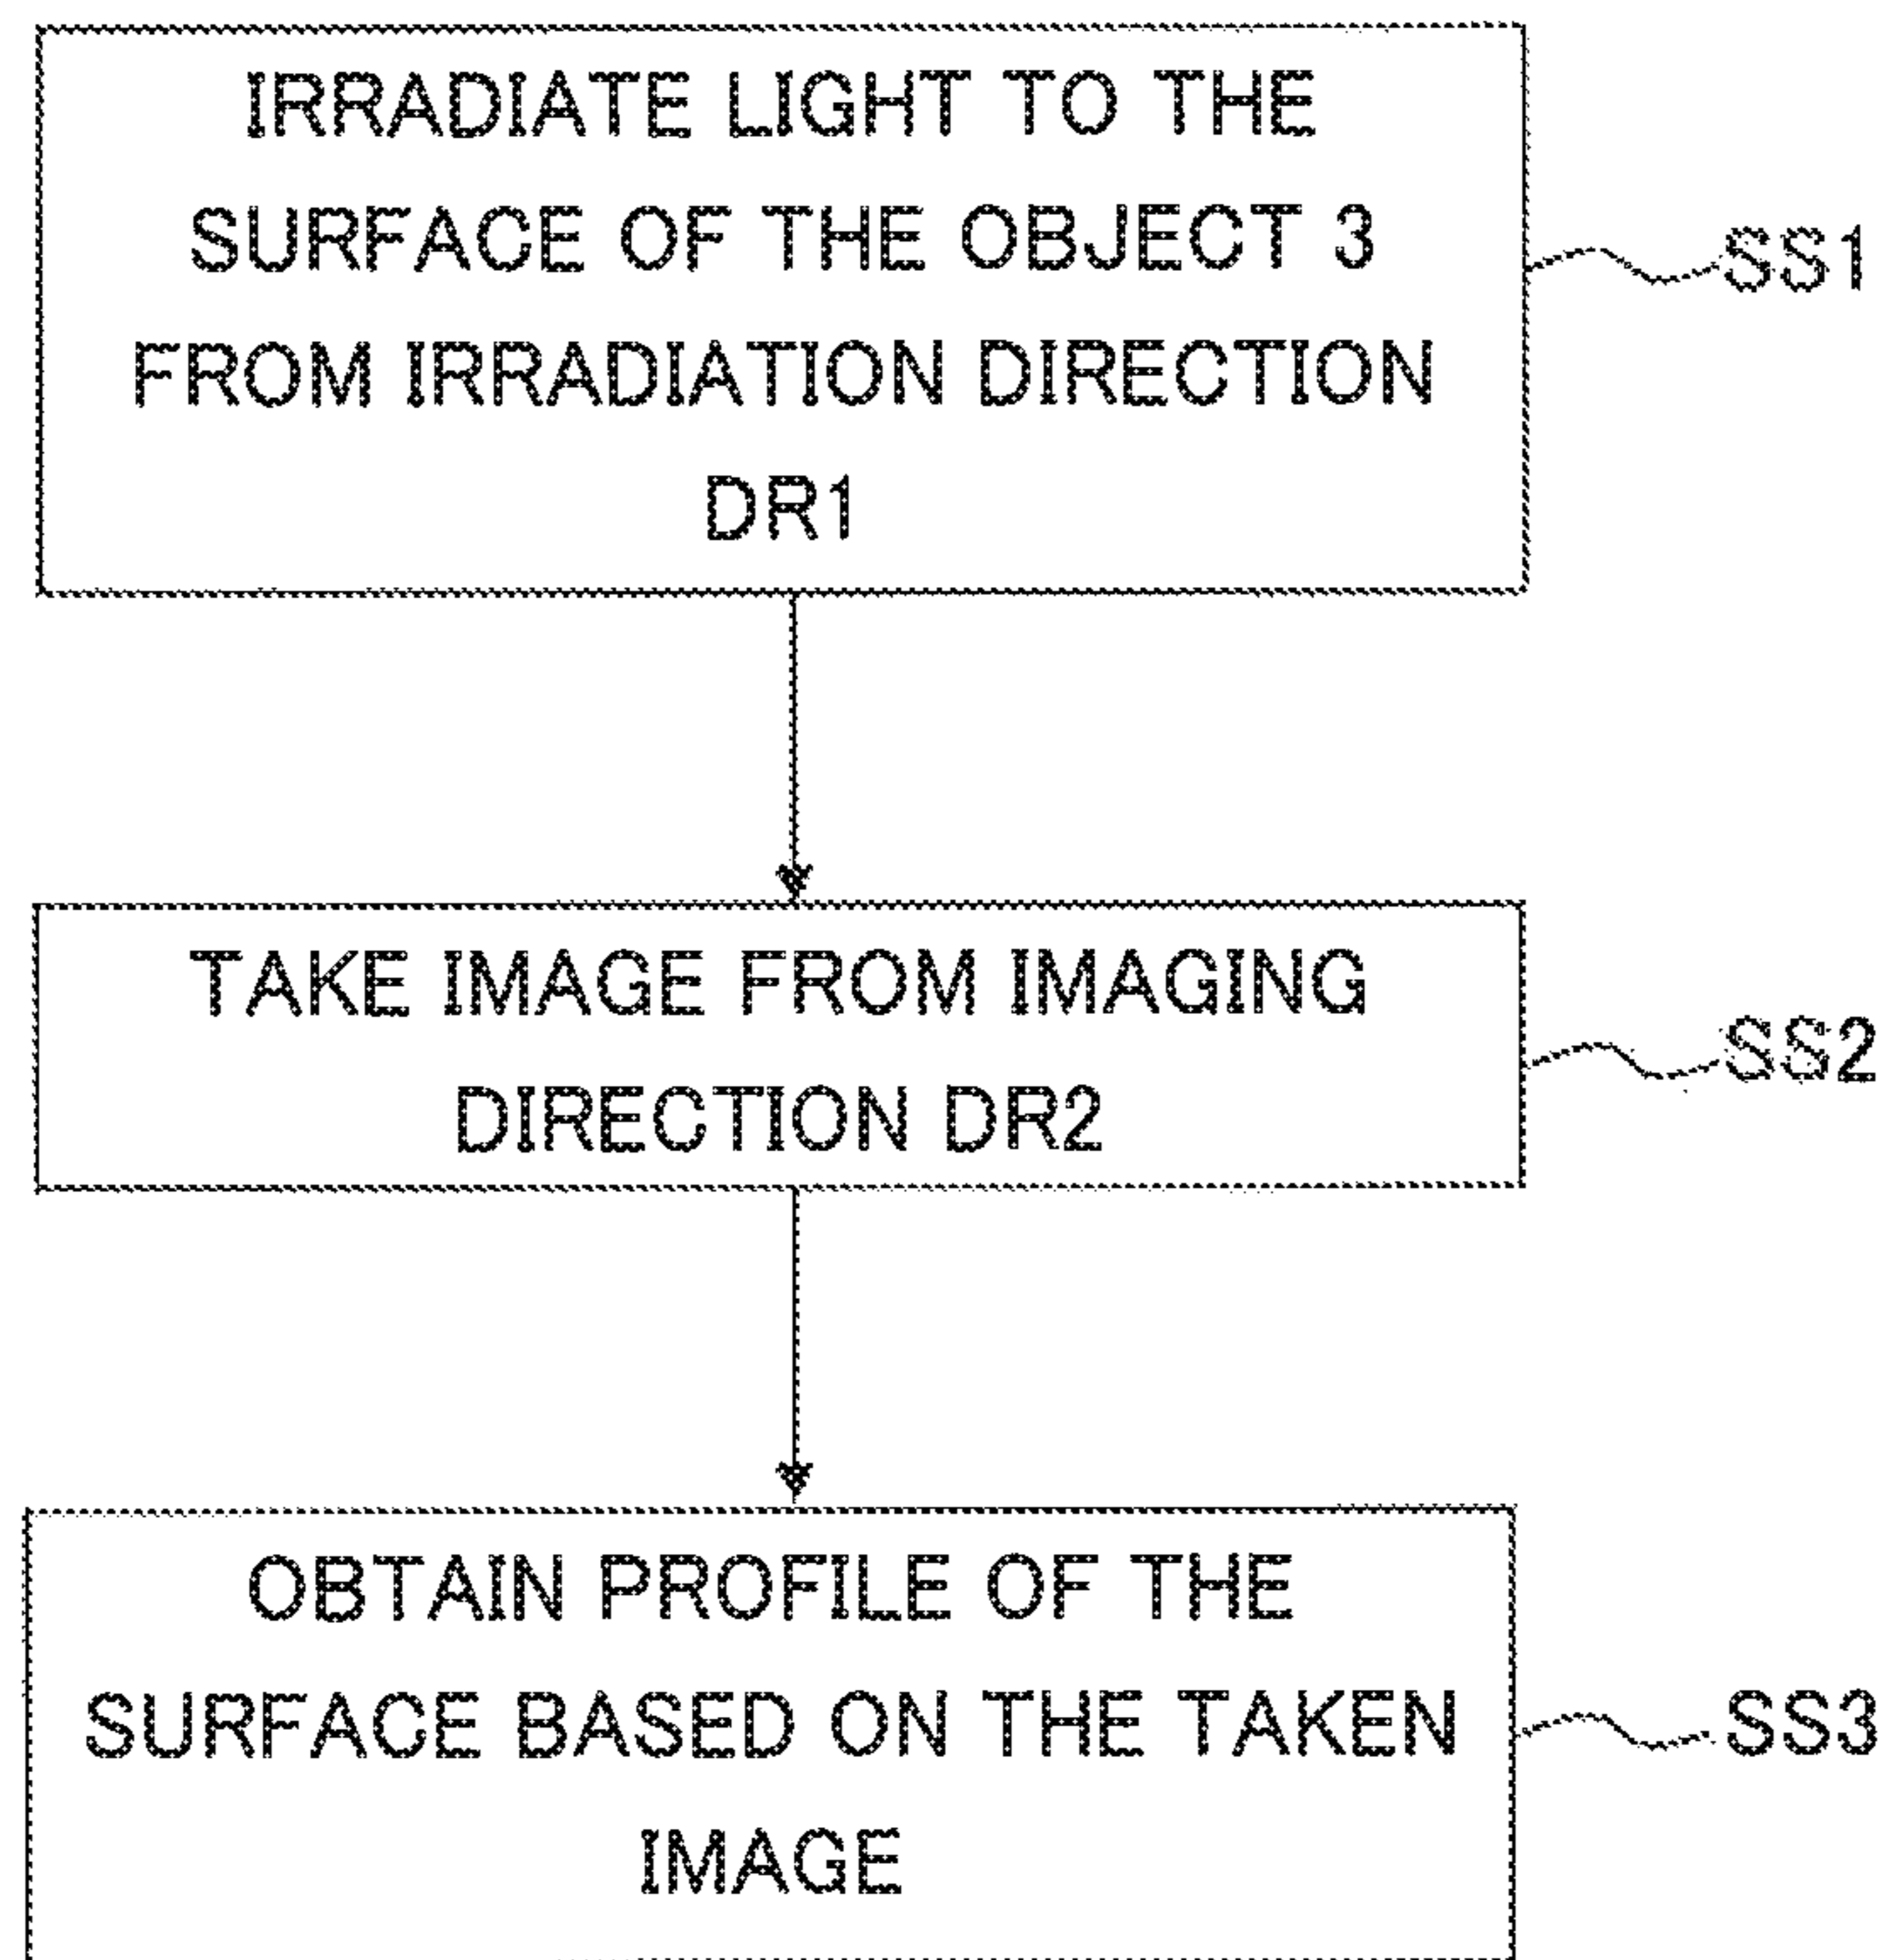 IRRADIATE LIGHT TO THE
SURFACE OF THE OBJECT 3
FROM IRRADIATION DIRECTION
DR1
SS1
TAKE IMAGE FROM IMAGING
DIRECTION DR2
SS2
OBTAIN PROFILE OF THE
SURFACE BASED ON THE TAKEN
IMAGE
SS3